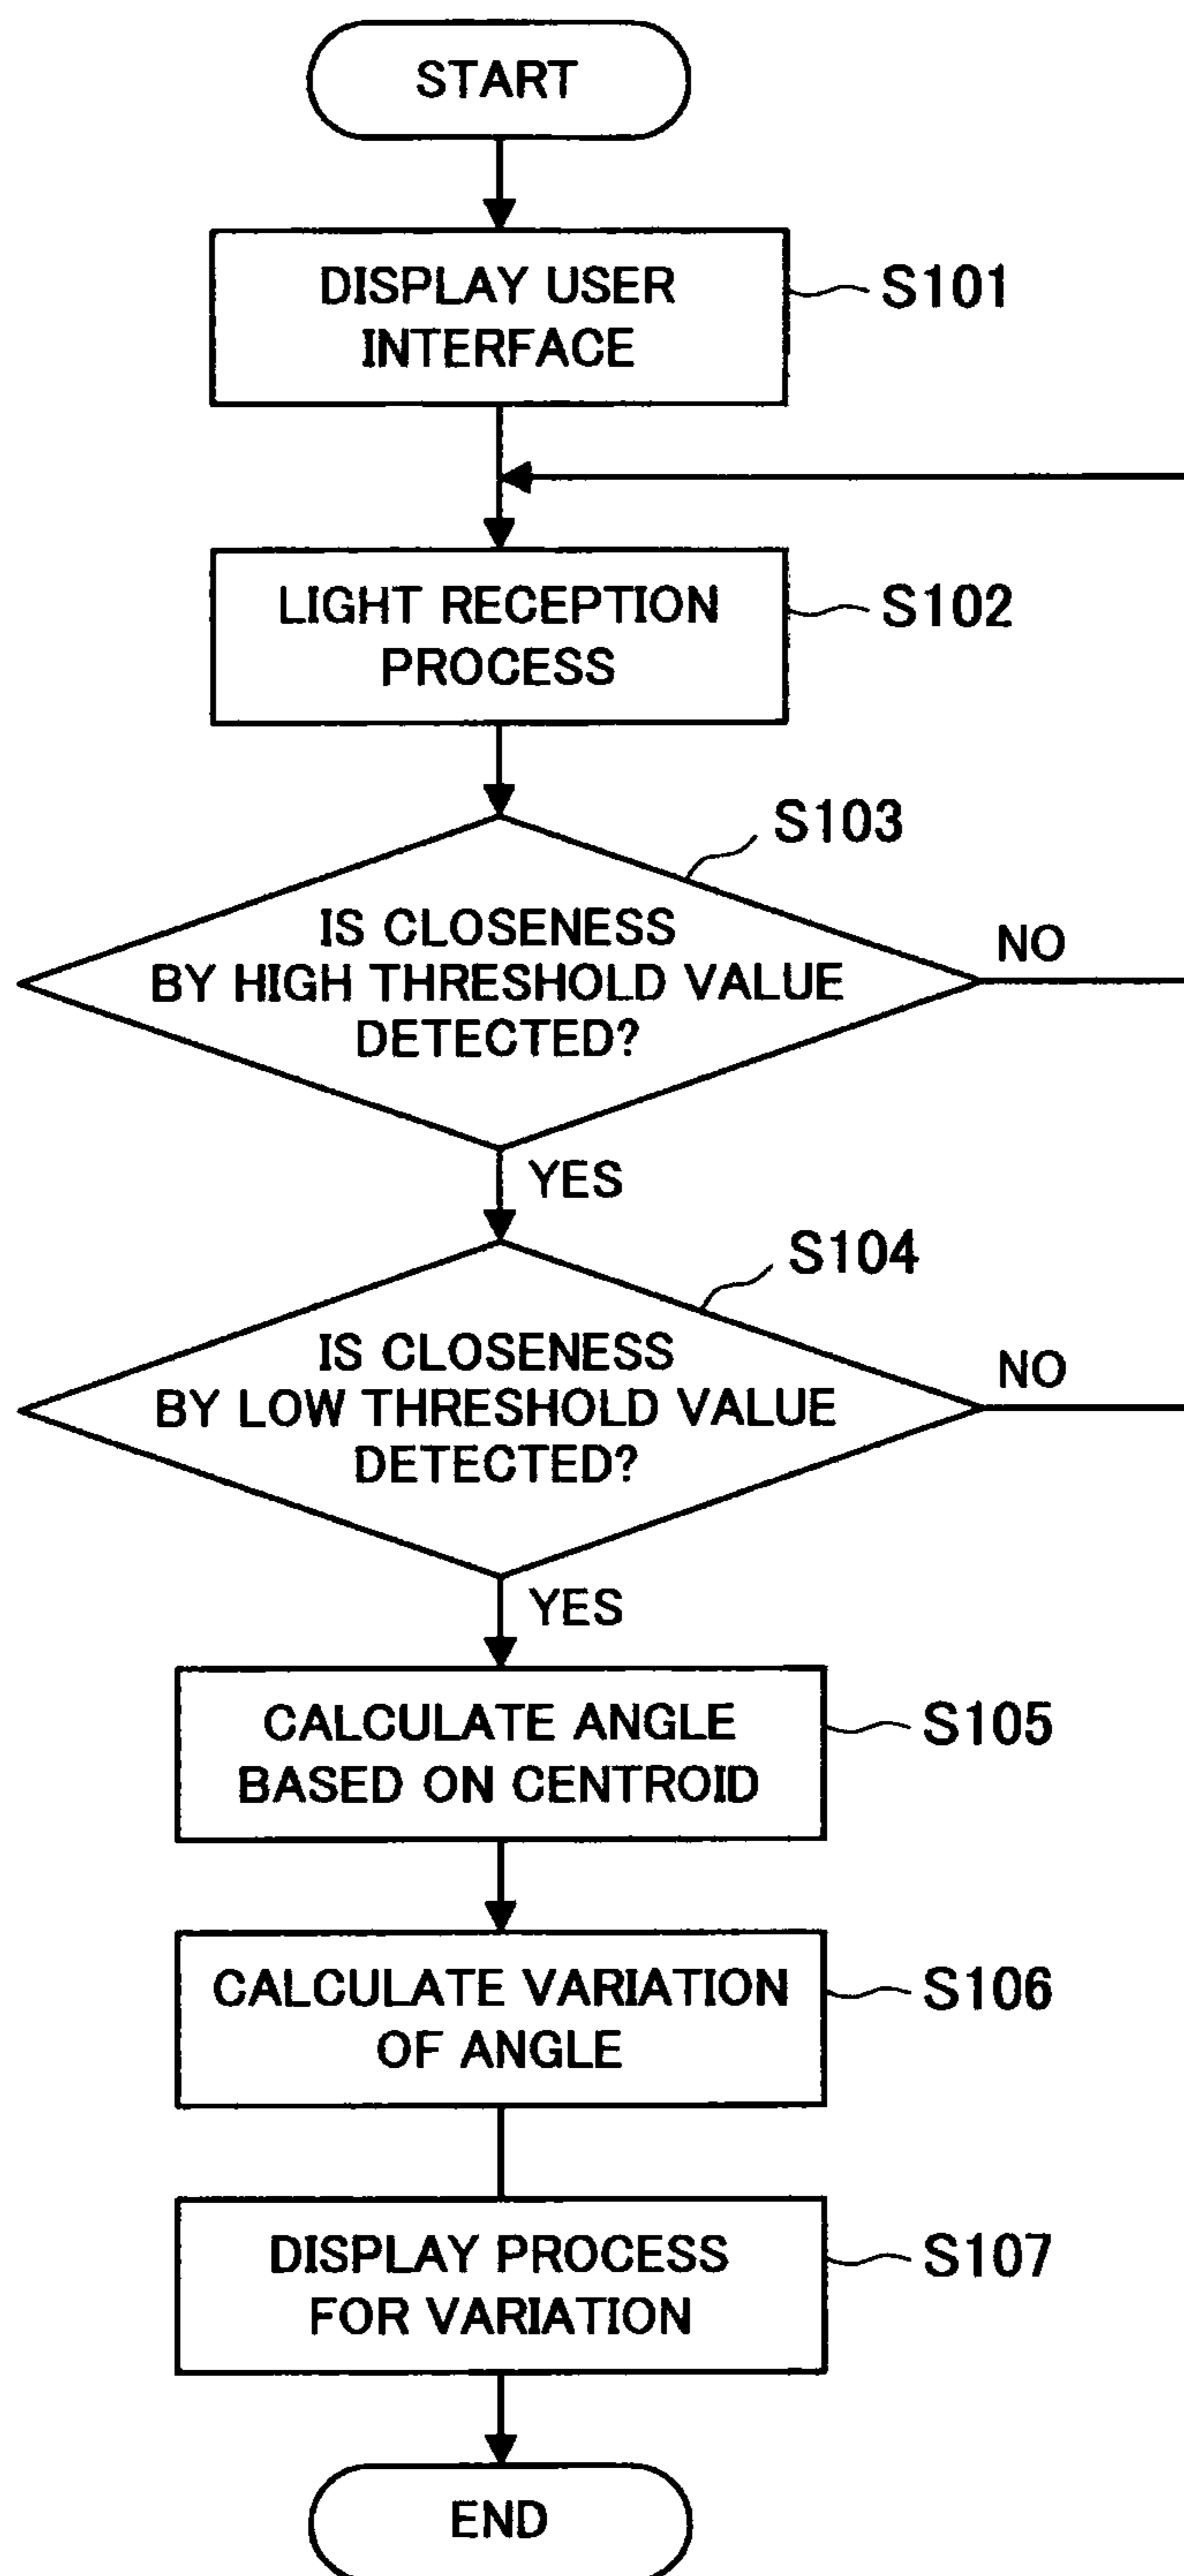 START
DISPLAY USER
INTERFACE
S101
LIGHT RECEPTION
PROCESS
S102
S103
IS CLOSENESS
BY HIGH THRESHOLD VALUE
DETECTED?
NO
YES
S104
IS CLOSENESS
BY LOW THRESHOLD VALUE
DETECTED?
NO
YES
CALCULATE ANGLE
BASED ON CENTROID
S105
CALCULATE VARIATION
OF ANGLE
S106
DISPLAY PROCESS
FOR VARIATION
S107
END